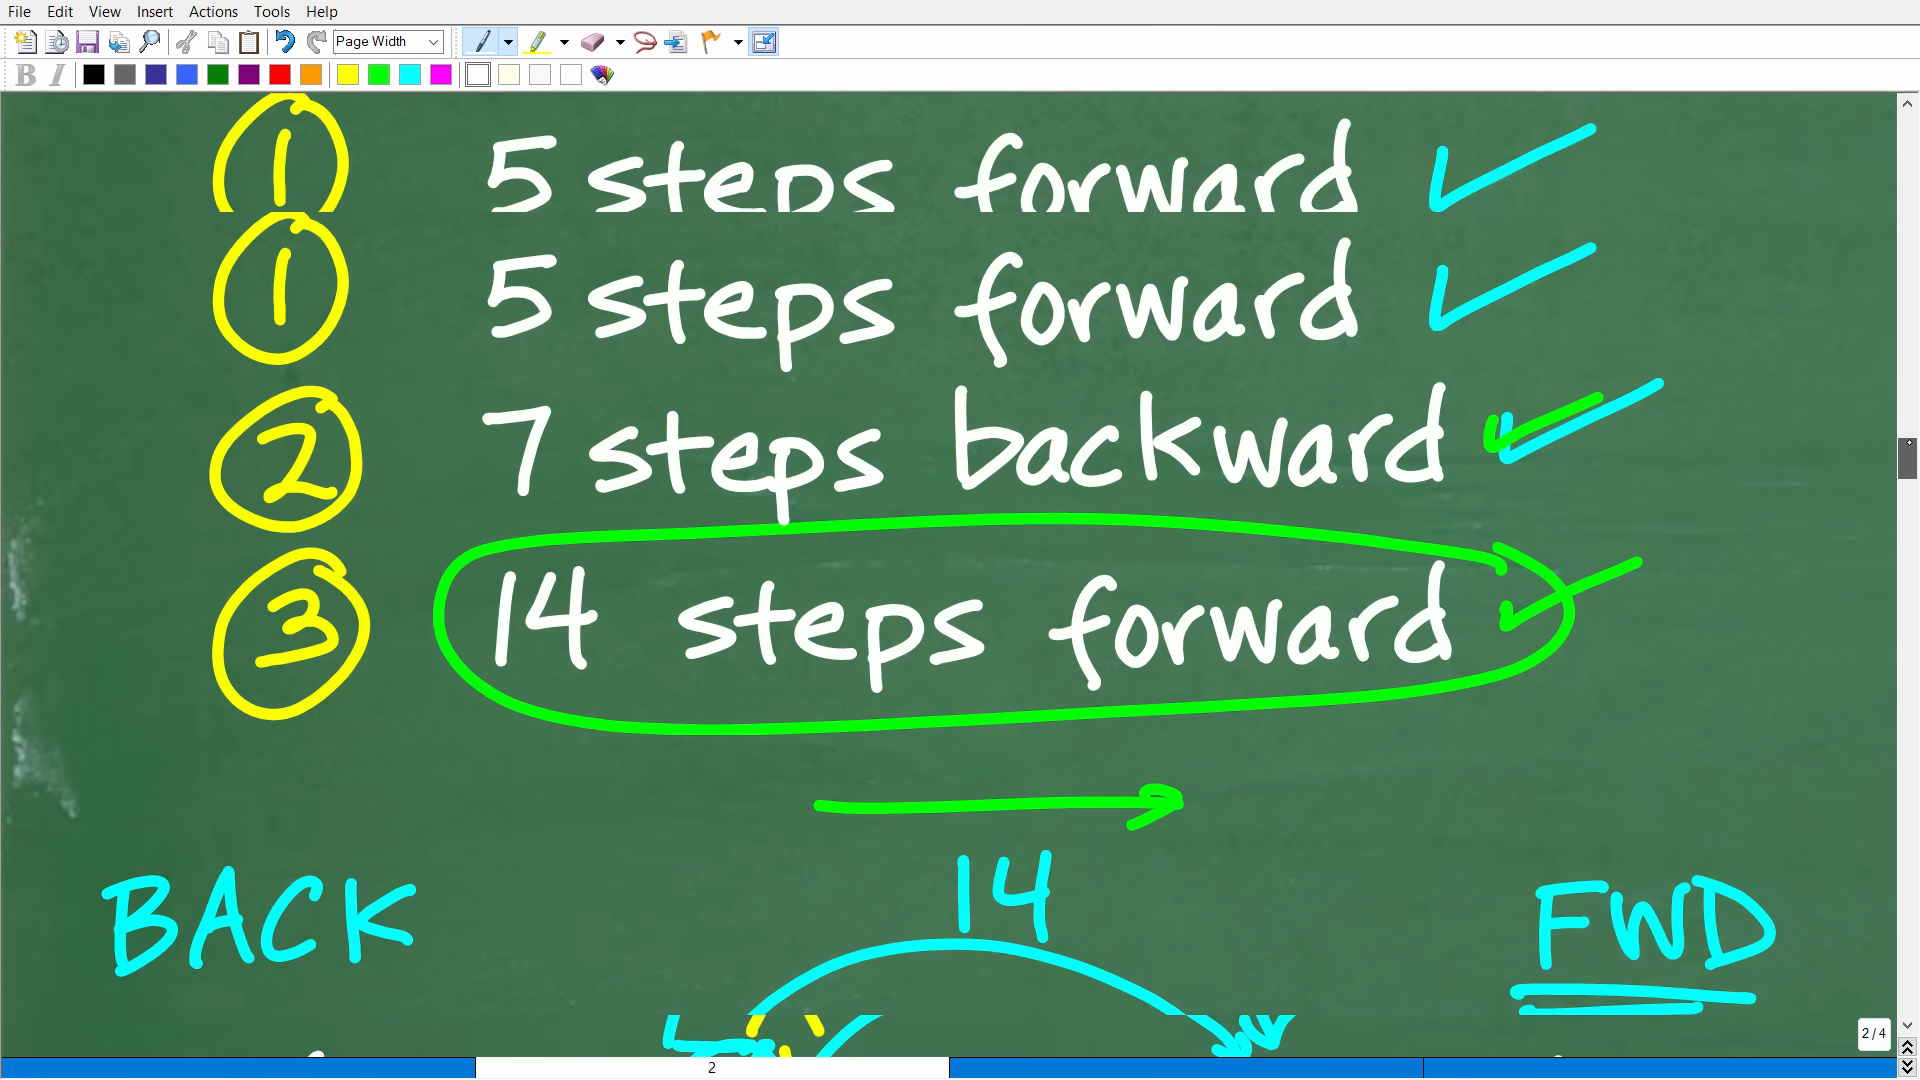 File Edit View Insert Actions Tools Help
Page Width
B I
1 5 steps forward
1 5 steps forward
2 7 steps backward
3 14 steps forward
14
BACK FWD
2 / 4
2